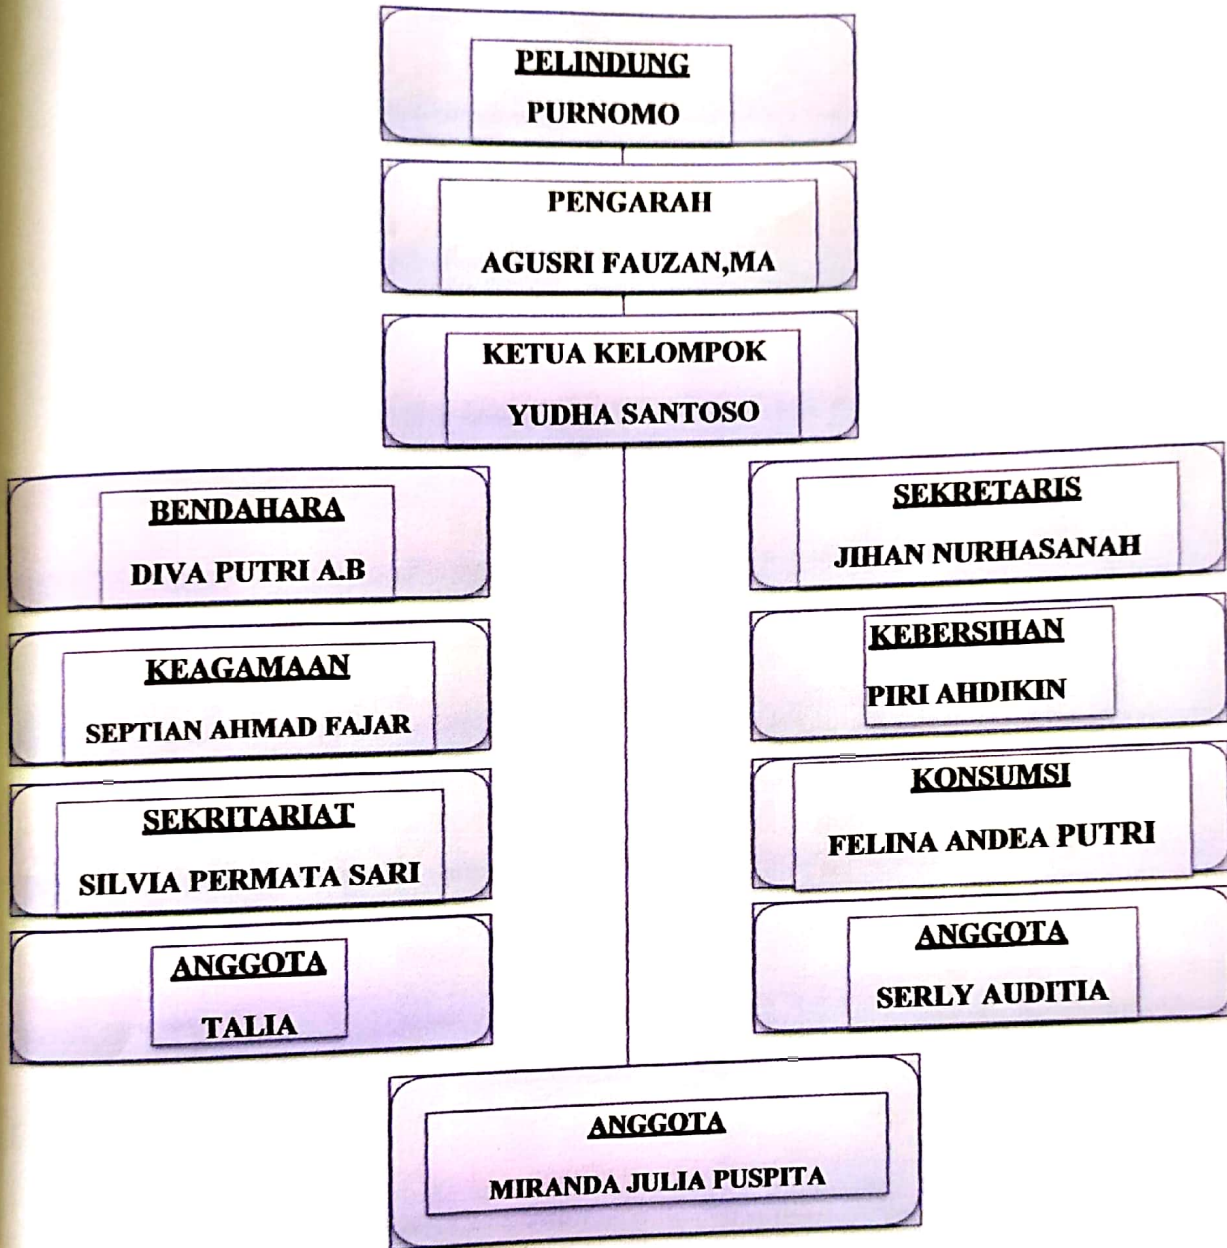 PELINDUNG
PURNOMO
PENGARAH
AGUSRI FAUZAN,MA
KETUA KELOMPOK
YUDHA SANTOSO
BENDAHARA
DIVA PUTRI A.B
SEKRETARIS
JIHAN NURHASANAH
KEAGAMAAN
SEPTIAN AHMAD FAJAR
KEBERSIHAN
PIRI AHDIKIN
SEKRITARIAT
SILVIA PERMATA SARI
KONSUMSI
FELINA ANDEA PUTRI
ANGGOTA
TALIA
ANGGOTA
SERLY AUDITIA
ANGGOTA
MIRANDA JULIA PUSPITA